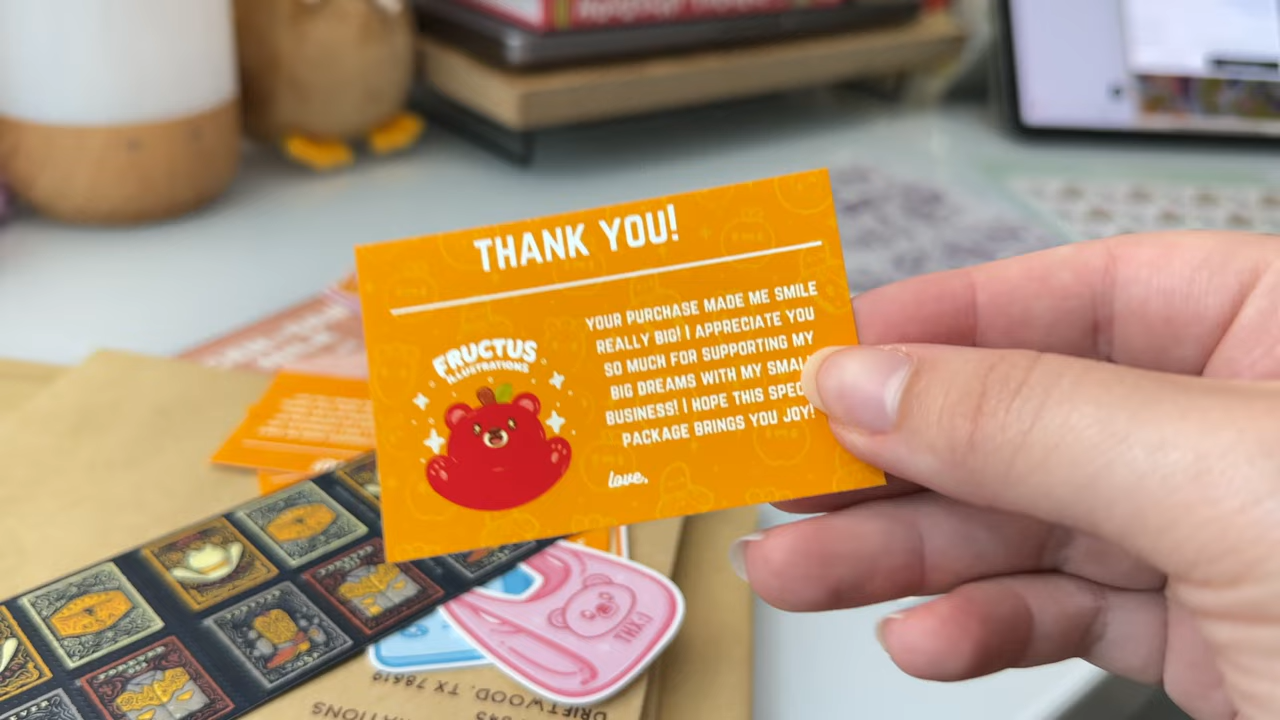 THANK YOU!
FRUCTUS
ILLUSTRATIONS
YOUR PURCHASE MADE ME SMILE
REALLY BIG! I APPRECIATE YOU
SO MUCH FOR SUPPORTING MY
BIG DREAMS WITH MY
BUSINESS! I HOPE THIS
PACKAGE BRINGS YOU JOY!
love,
THX:)
DRIFTWOOD, TX 78619